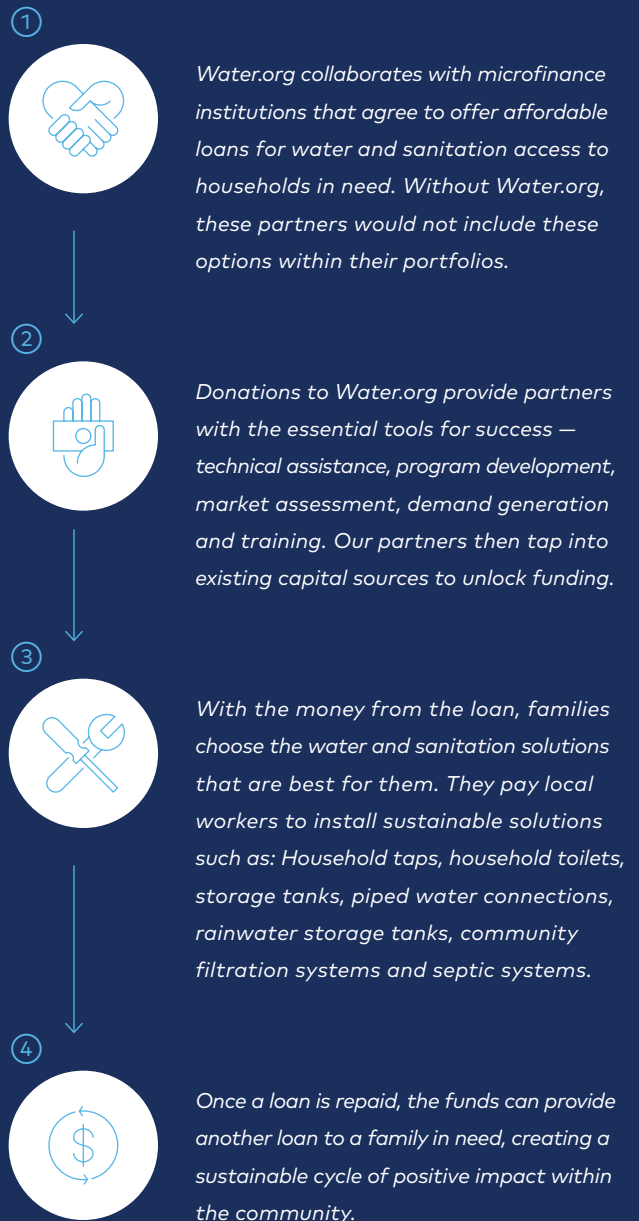 1
Water.org collaborates with microfinance
institutions that agree to offer affordable
loans for water and sanitation access to
households in need. Without Water.org,
these partners would not include these
options within their portfolios.
2
Donations to Water.org provide partners
with the essential tools for success —
technical assistance, program development,
market assessment, demand generation
and training. Our partners then tap into
existing capital sources to unlock funding.
3
With the money from the loan, families
choose the water and sanitation solutions
that are best for them. They pay local
workers to install sustainable solutions
such as: Household taps, household toilets,
storage tanks, piped water connections,
rainwater storage tanks, community
filtration systems and septic systems.
4
$
Once a loan is repaid, the funds can provide
another loan to a family in need, creating a
sustainable cycle of positive impact within
the community.